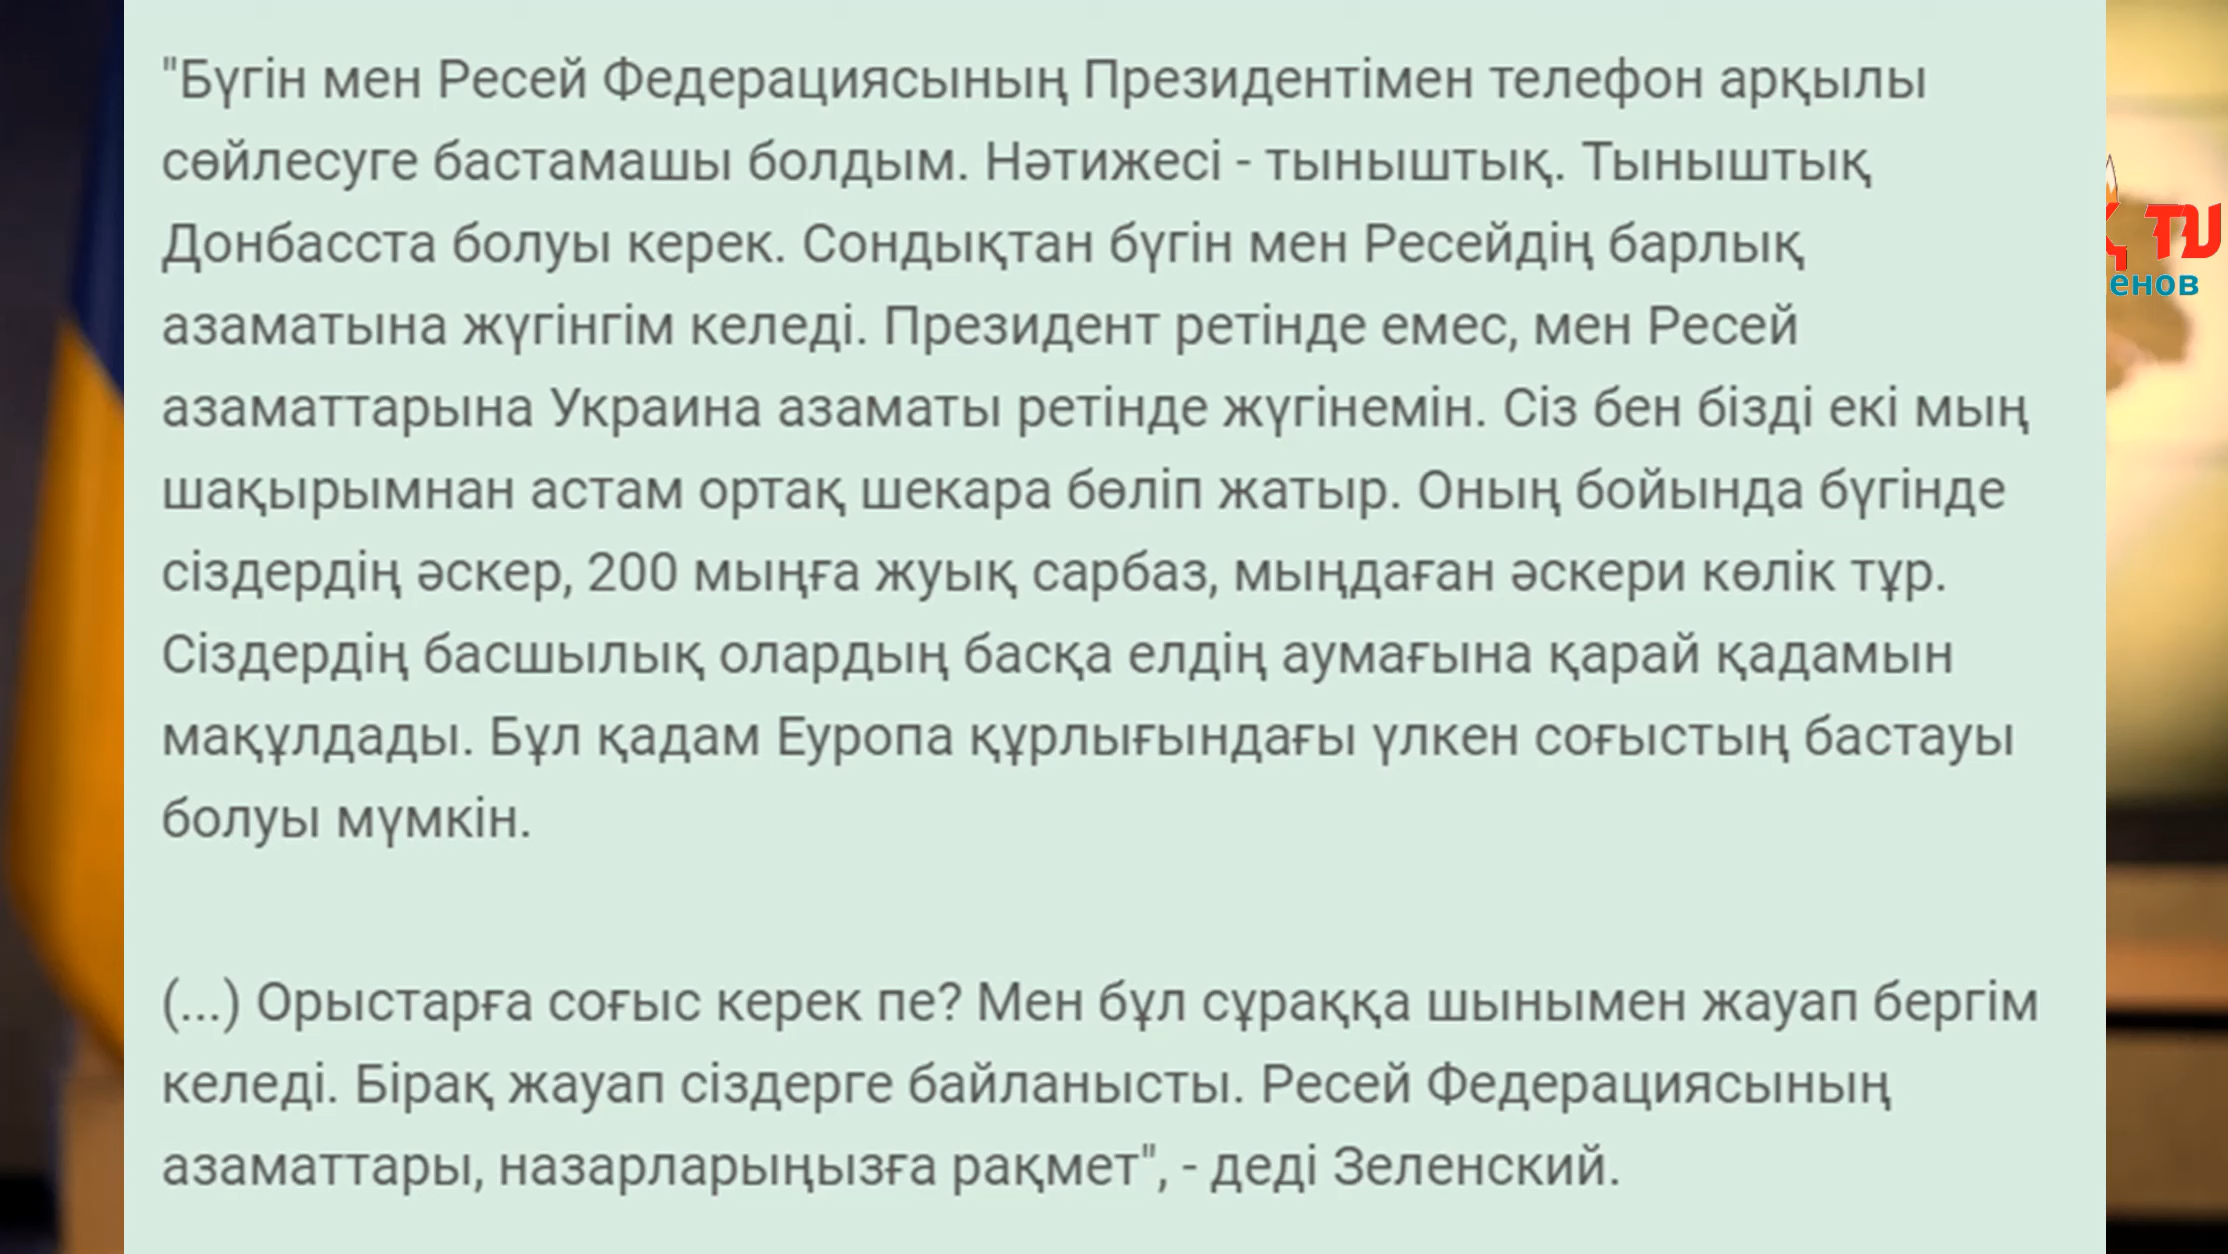 "Бүгін мен Ресей Федерациясының Президентімен телефон арқылы
сөйлесуге бастамашы болдым. Нәтижесі - тыныштық. Тыныштық
Донбасста болуы керек. Сондықтан бүгін мен Ресейдің барлық
азаматына жүгінгім келеді. Президент ретінде емес, мен Ресей
азаматтарына Украина азаматы ретінде жүгінемін. Сіз бен бізді екі мың
шақырымнан астам ортақ шекара бөліп жатыр. Оның бойында бүгінде
сіздердің әскер, 200 мыңға жуық сарбаз, мыңдаған әскери көлік тұр.
Сіздердің басшылық олардың басқа елдің аумағына қарай қадамын
мақұлдады. Бұл қадам Еуропа құрлығындағы үлкен соғыстың бастауы
болуы мүмкін.
(...) Орыстарға соғыс керек пе? Мен бұл сұраққа шынымен жауап бергім
келеді. Бірақ жауап сіздерге байланысты. Ресей Федерациясының
азаматтары, назарларыңызға рақмет", - деді Зеленский.
Қ TV
енов